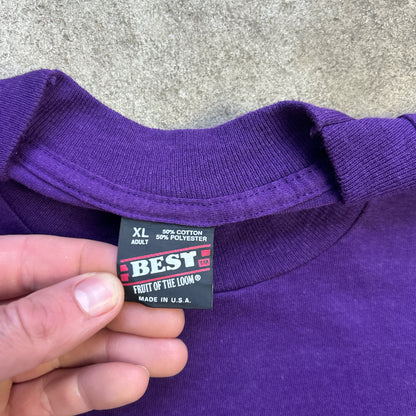 XL 50% COTTON
ADULT 50% POLYESTER
BEST
FRUIT OF THE LOOM®
MADE IN U.S.A.